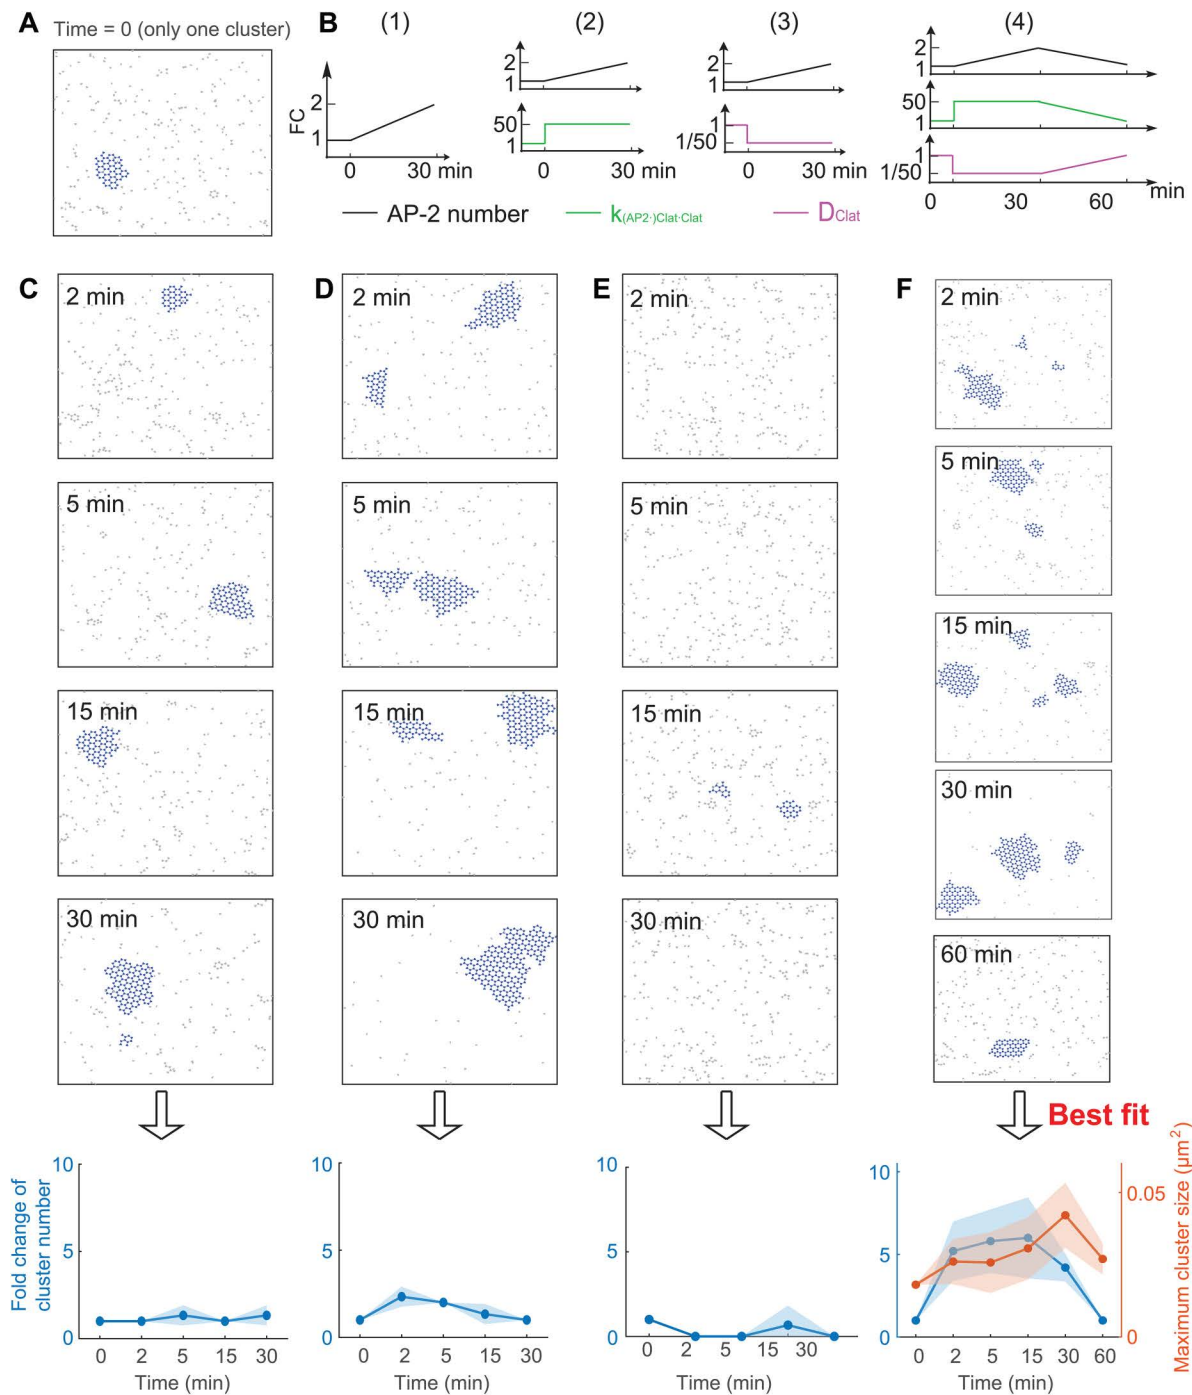 A
Time = 0 (only one cluster)
B
(1)
(2)
(3)
(4)
FC
2
1
0
30 min
2
1
50
1
0
30 min
2
1
1
1/50
0
30 min
2
1
50
1
1
1/50
0
30
60
min
AP-2 number
k(AP2·)Clat·Clat
DClat
C
2 min
5 min
15 min
30 min
D
2 min
5 min
15 min
30 min
E
2 min
5 min
15 min
30 min
F
2 min
5 min
15 min
30 min
60 min
Best fit
Fold change of
cluster number
10
5
0
0 2 5 15 30
Time (min)
10
5
0
0 2 5 15 30
Time (min)
10
5
0
0 2 5 15 30
Time (min)
10
5
0
0 2 5 15 30 60
Time (min)
0.05
0
Maximum cluster size (μm²)